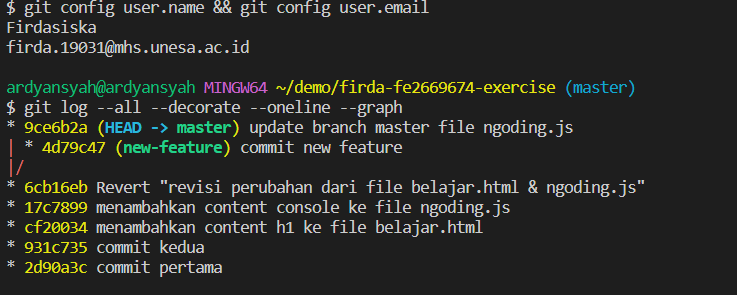 $ git config user.name && git config user.email
Firdasiska
firda.19031@mhs.unesa.ac.id
ardyansyah@ardyansyah MINGW64 ~/demo/firda-fe2669674-exercise (master)
$ git log --all --decorate --oneline --graph
* 9ce6b2a (HEAD -> master) update branch master file ngoding.js
| * 4d79c47 (new-feature) commit new feature
|/
* 6cb16eb Revert "revisi perubahan dari file belajar.html & ngoding.js"
* 17c7899 menambahkan content console ke file ngoding.js
* cf20034 menambahkan content h1 ke file belajar.html
* 931c735 commit kedua
* 2d90a3c commit pertama